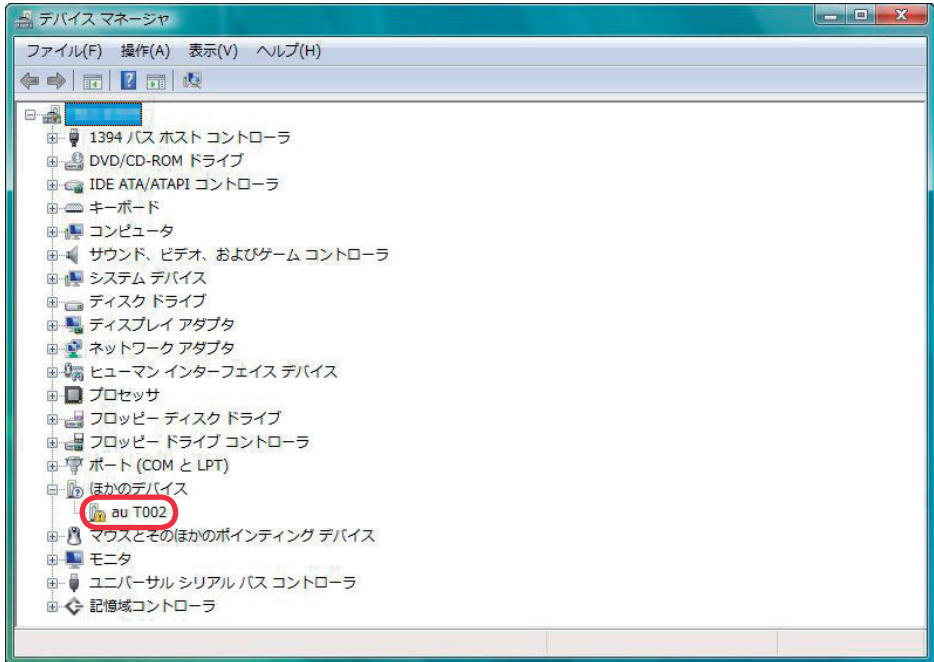 デバイス マネージャ
ファイル(F) 操作(A) 表示(V) ヘルプ(H)
1394 バス ホスト コントローラ
DVD/CD-ROM ドライブ
IDE ATA/ATAPI コントローラ
キーボード
コンピュータ
サウンド、ビデオ、およびゲーム コントローラ
システム デバイス
ディスク ドライブ
ディスプレイ アダプタ
ネットワーク アダプタ
ヒューマン インターフェイス デバイス
プロセッサ
フロッピー ディスク ドライブ
フロッピー ドライブ コントローラ
ポート (COM と LPT)
ほかのデバイス
au T002
マウスとそのほかのポインティング デバイス
モニタ
ユニバーサル シリアル バス コントローラ
記憶域コントローラ